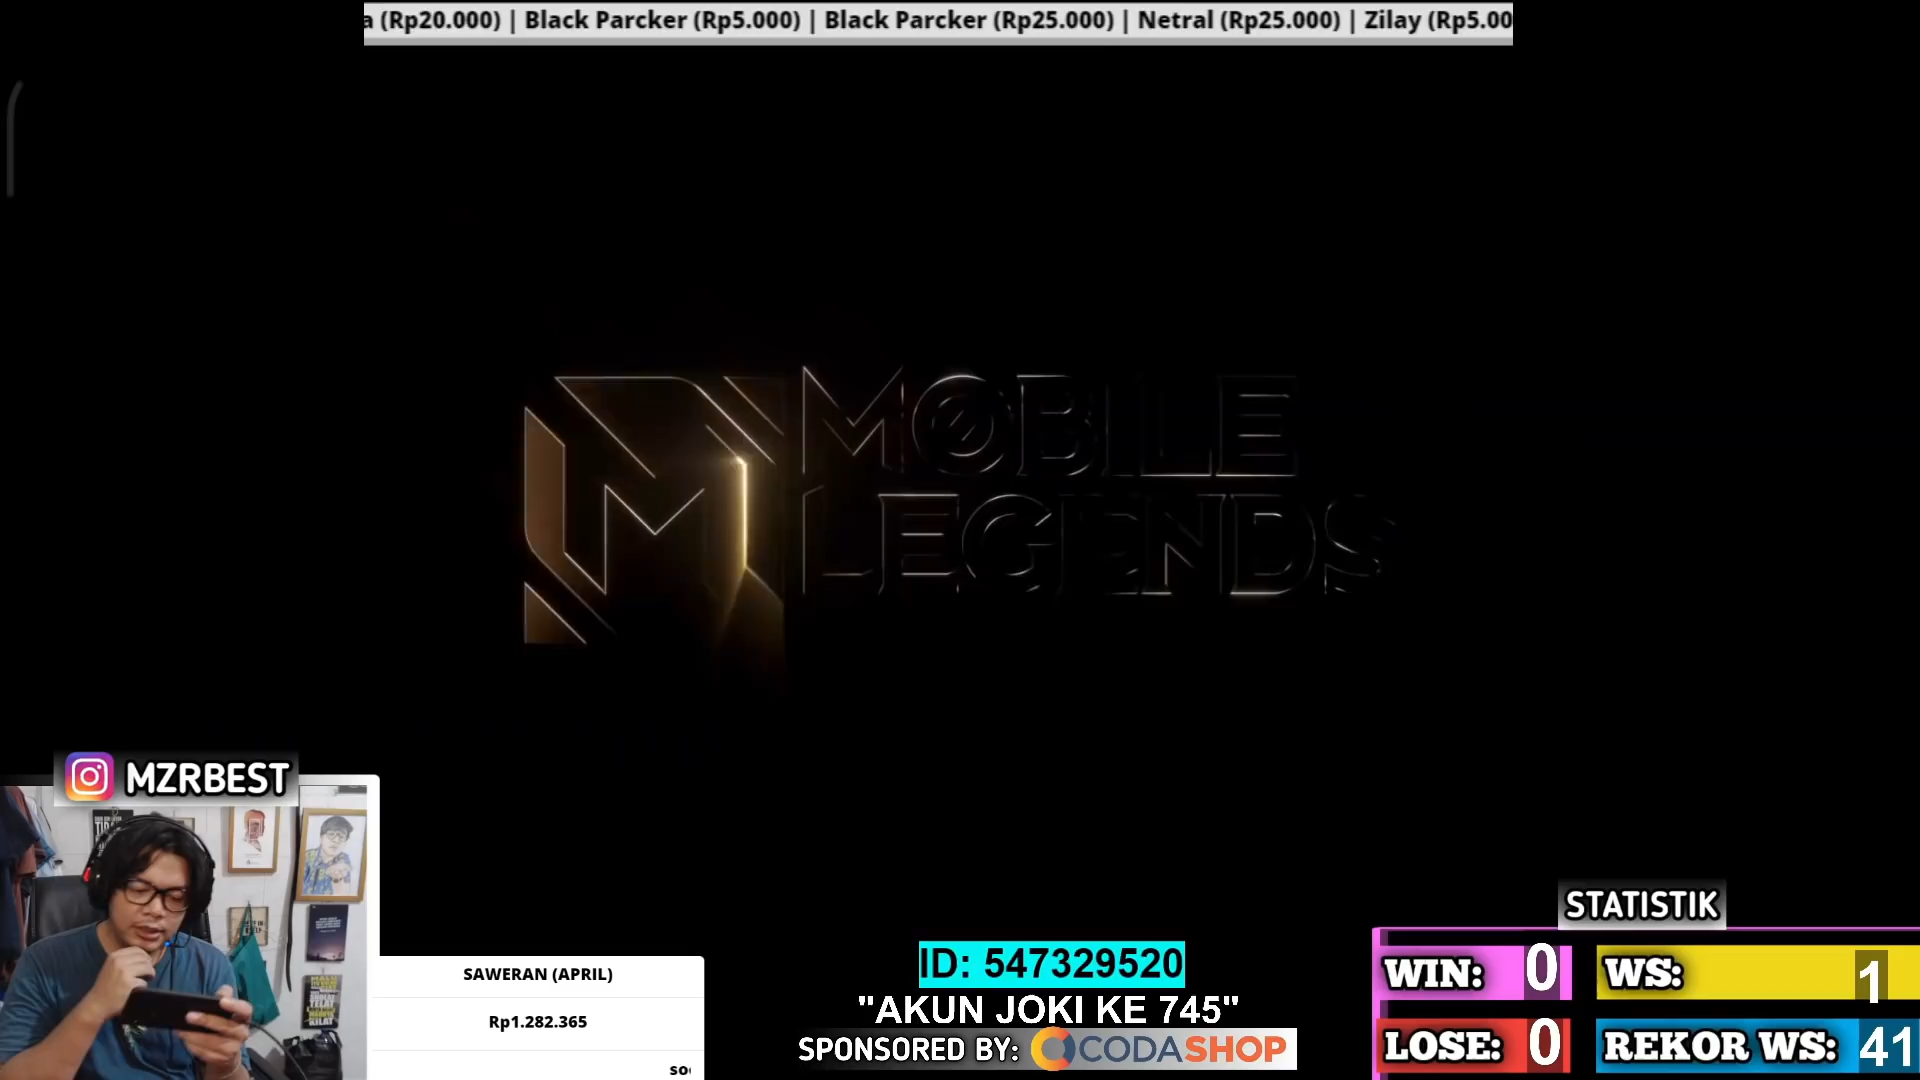 a (Rp20.000) | Black Parcker (Rp5.000) | Black Parcker (Rp25.000) | Netral (Rp25.000) | Zilay (Rp5.00
MOBILE
LEGENDS
MZRBEST
SAWERAN (APRIL)
Rp1.282.365
so
ID: 547329520
"AKUN JOKI KE 745"
SPONSORED BY: CODASHOP
STATISTIK
WIN: 0
WS: 1
LOSE: 0
REKOR WS: 41